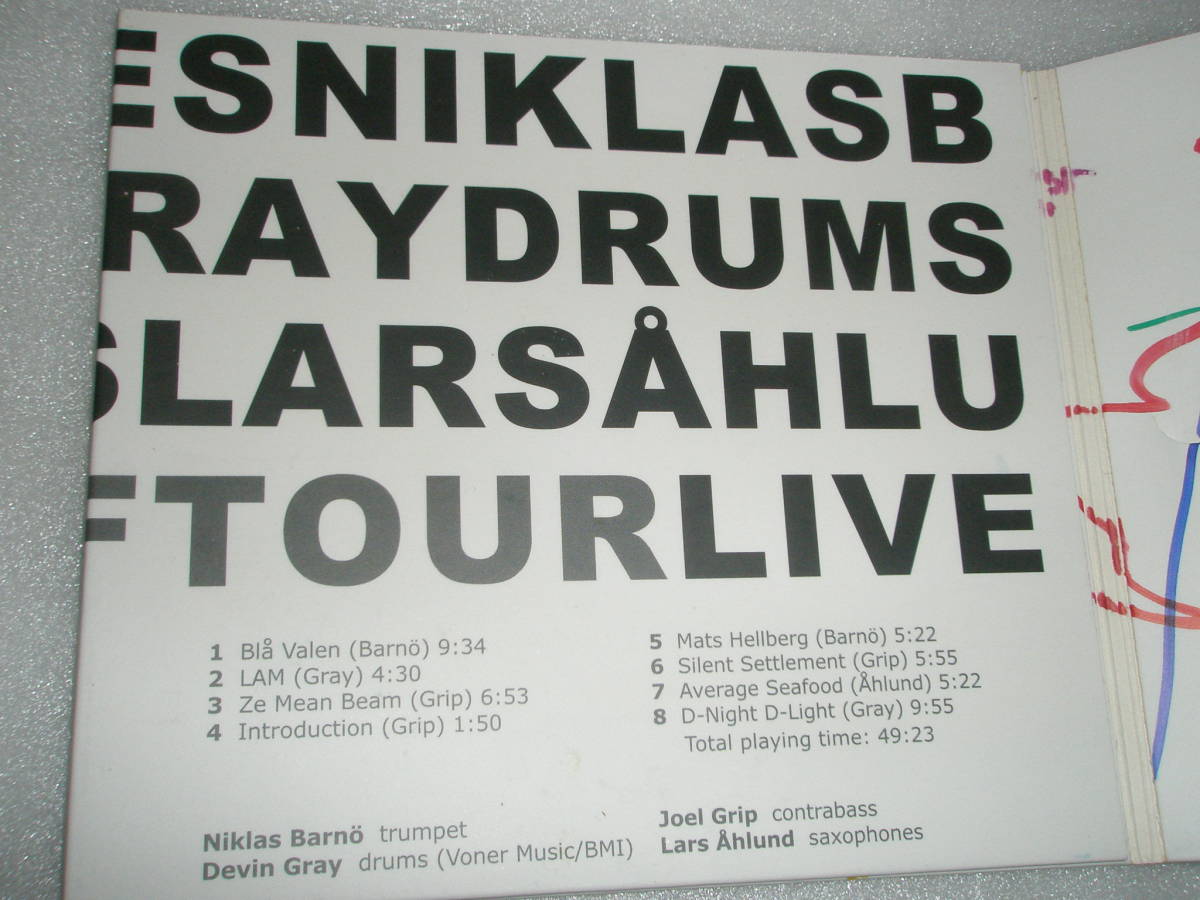 ESNIKLASB
RAYDRUMS
SLARSÅHLU
FTOURLIVE
1 Blå Valen (Barnö) 9:34
2 LAM (Gray) 4:30
3 Ze Mean Beam (Grip) 6:53
4 Introduction (Grip) 1:50
5 Mats Hellberg (Barnö) 5:22
6 Silent Settlement (Grip) 5:55
7 Average Seafood (Åhlund) 5:22
8 D-Night D-Light (Gray) 9:55
Total playing time: 49:23
Niklas Barnö trumpet
Devin Gray drums (Voner Music/BMI)
Joel Grip contrabass
Lars Åhlund saxophones